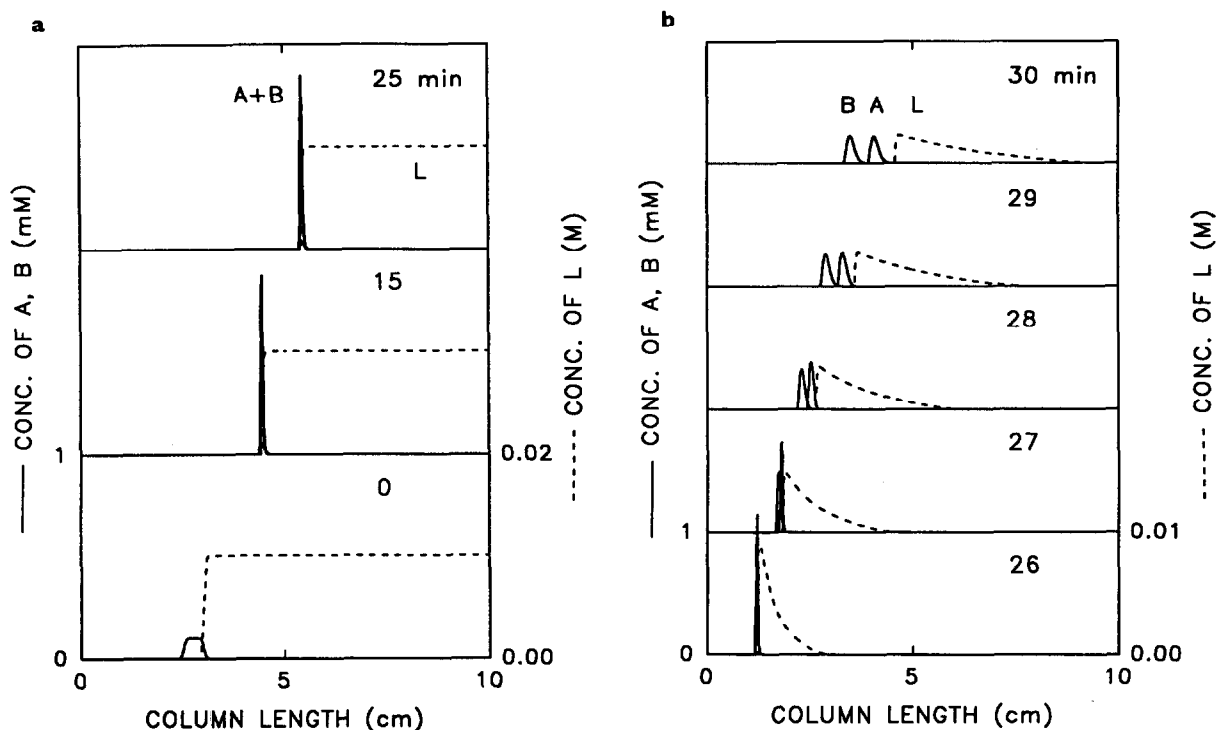 a
25 min
A+B
L
15
1
0.02
0
0
0.00
0
5
10
COLUMN LENGTH (cm)
CONC. OF A, B (mM)
CONC. OF L (M)
b
30 min
B A L
29
28
27
1
0.01
26
0
0.00
0
5
10
COLUMN LENGTH (cm)
CONC. OF A, B (mM)
CONC. OF L (M)